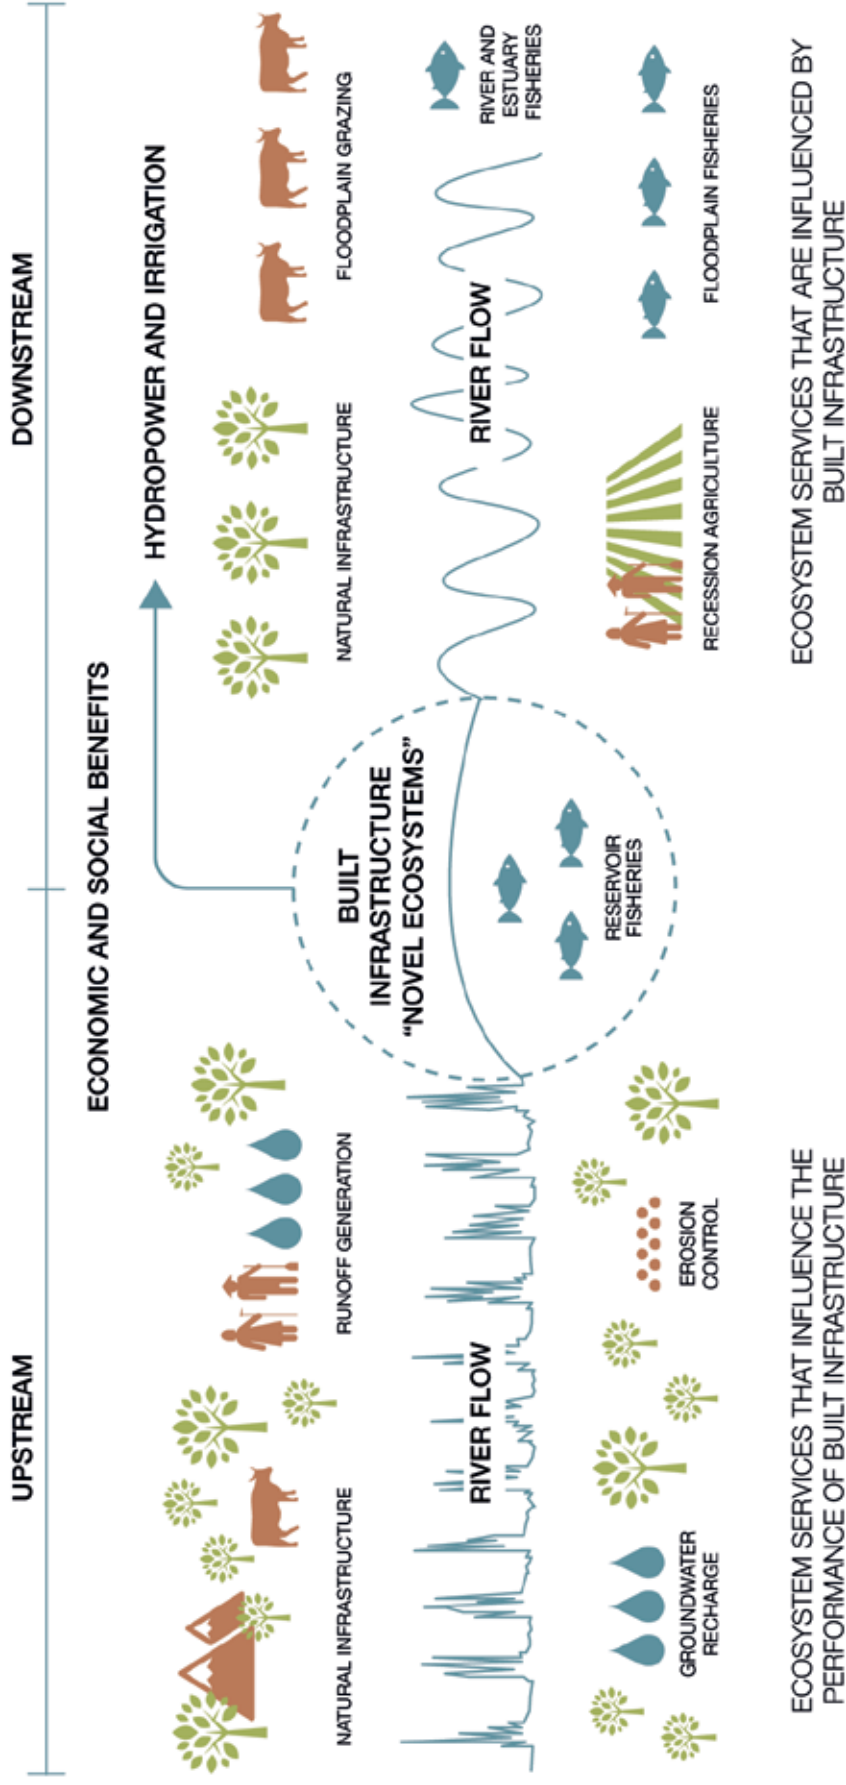 UPSTREAM
DOWNSTREAM
ECONOMIC AND SOCIAL BENEFITS
HYDROPOWER AND IRRIGATION
NATURAL INFRASTRUCTURE
RUNOFF GENERATION
NATURAL INFRASTRUCTURE
FLOODPLAIN GRAZING
RIVER FLOW
BUILT
INFRASTRUCTURE
“NOVEL ECOSYSTEMS”
RESERVOIR
FISHERIES
RIVER FLOW
RIVER AND
ESTUARY
FISHERIES
GROUNDWATER
RECHARGE
EROSION
CONTROL
RECESSION AGRICULTURE
FLOODPLAIN FISHERIES
ECOSYSTEM SERVICES THAT INFLUENCE THE
PERFORMANCE OF BUILT INFRASTRUCTURE
ECOSYSTEM SERVICES THAT ARE INFLUENCED BY
BUILT INFRASTRUCTURE